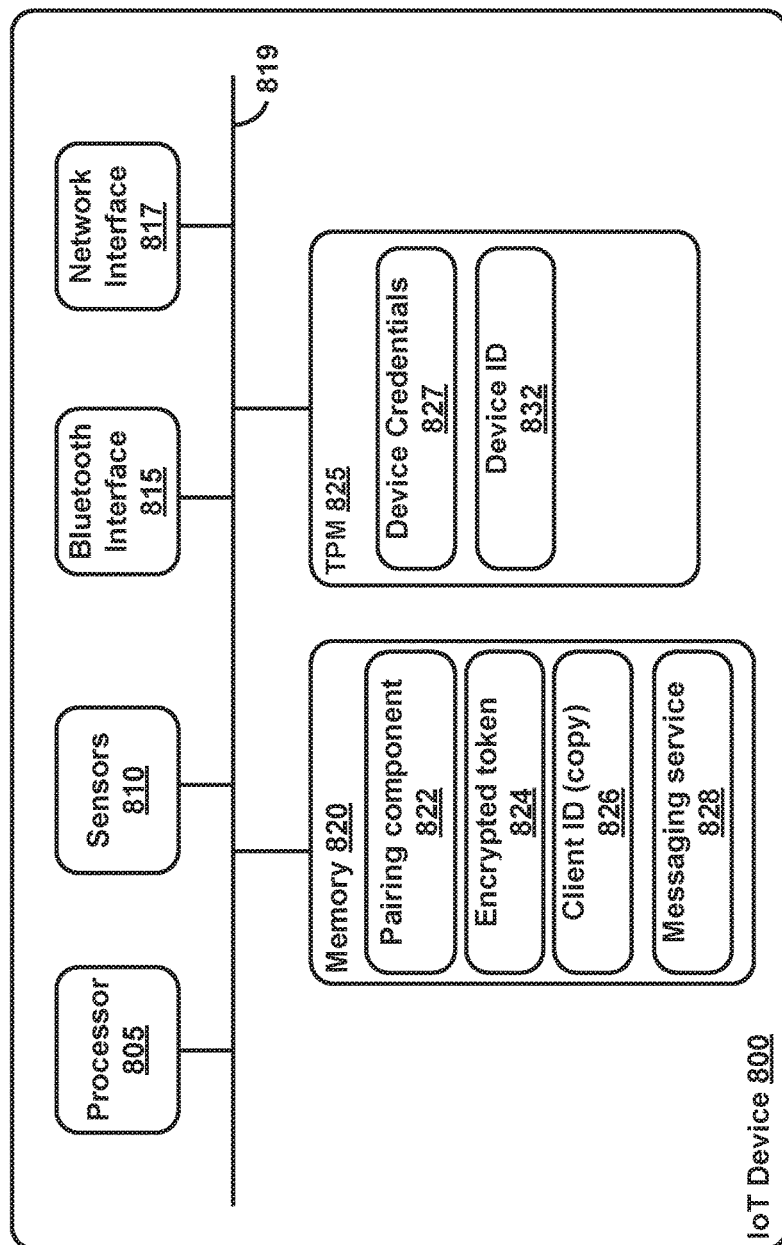 Processor
805
Sensors
810
Bluetooth
Interface
815
Network
Interface
817
819
Memory 820
Pairing component
822
Encrypted token
824
Client ID (copy)
826
Messaging service
828
TPM 825
Device Credentials
827
Device ID
832
IoT Device 800